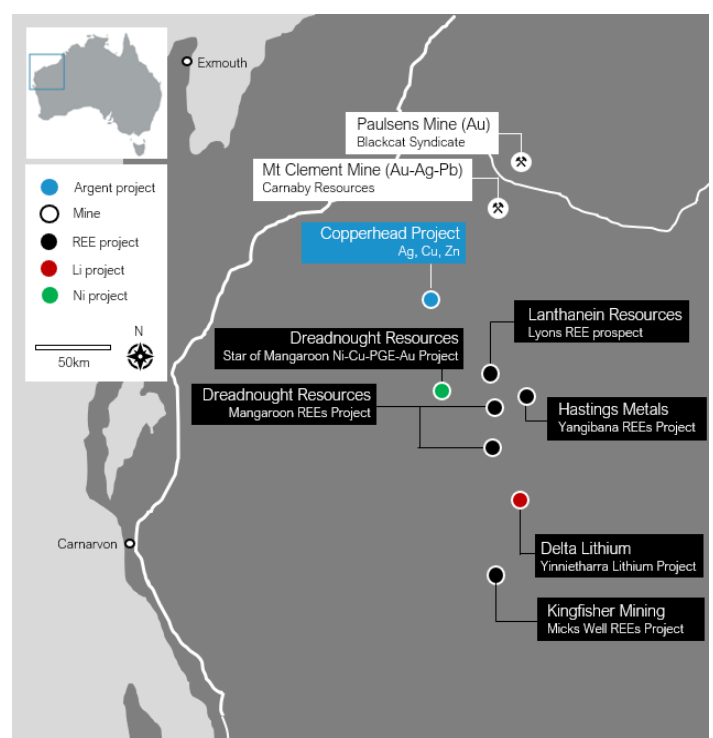 Exmouth
Paulsens Mine (Au)
Blackcat Syndicate
Mt Clement Mine (Au-Ag-Pb)
Carnaby Resources
Argent project
Mine
REE project
Li project
Ni project
N
50km
Copperhead Project
Ag, Cu, Zn
Lanthanein Resources
Lyons REE prospect
Dreadnought Resources
Star of Mangaroon Ni-Cu-PGE-Au Project
Dreadnought Resources
Mangaroon REEs Project
Hastings Metals
Yangibana REEs Project
Carnarvon
Delta Lithium
Yinnietharra Lithium Project
Kingfisher Mining
Micks Well REEs Project